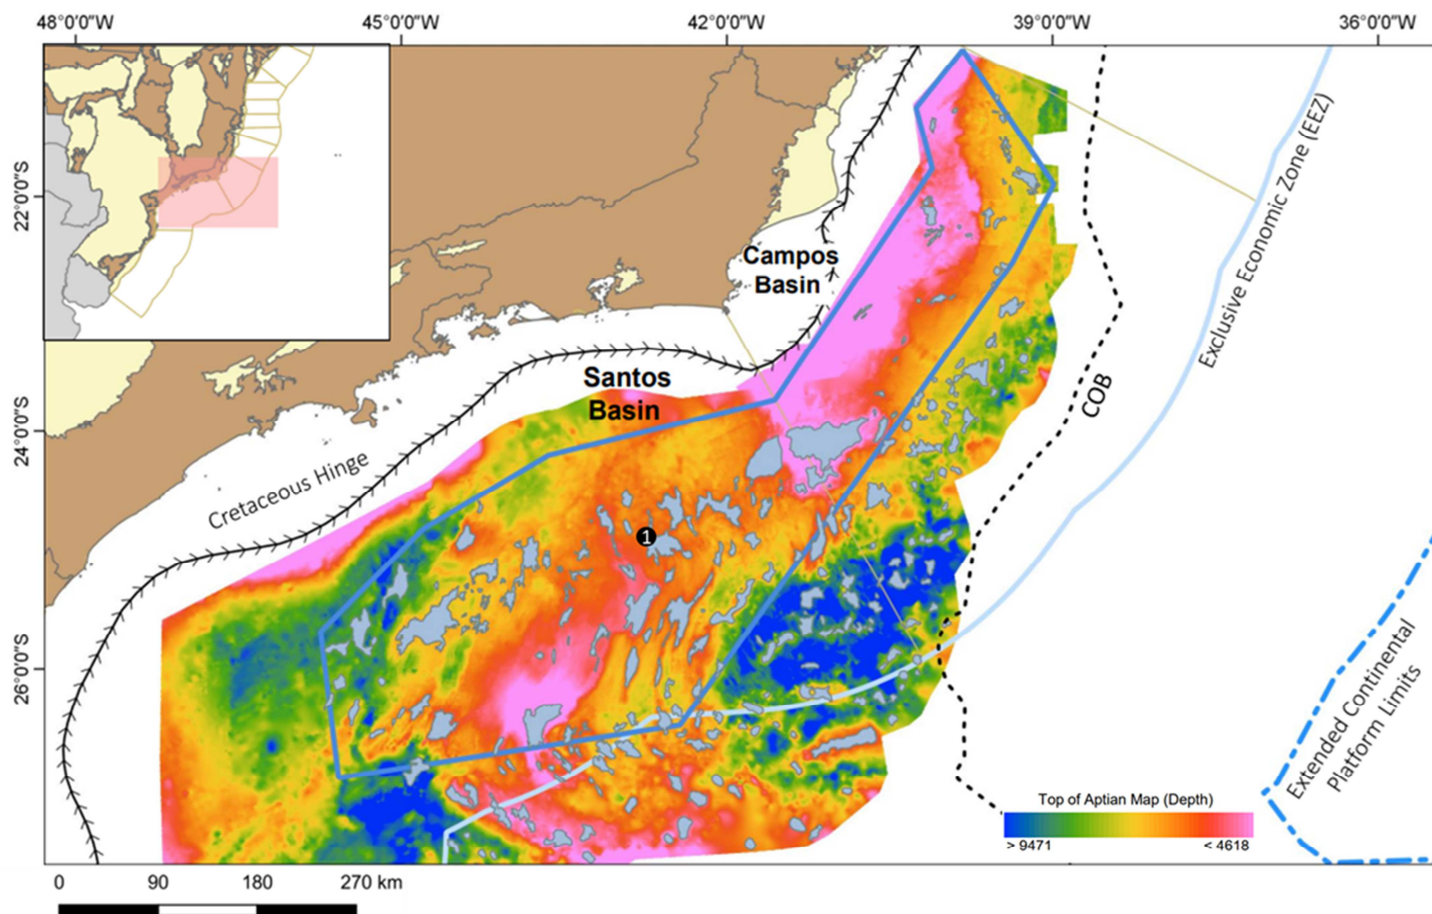 48°0'0"W
45°0'0"W
42°0'0"W
39°0'0"W
36°0'0"W
22°0'0"S
24°0'0"S
26°0'0"S
Campos
Basin
Santos
Basin
Cretaceous Hinge
1
COB
Exclusive Economic Zone (EEZ)
Extended Continental
Platform Limits
Top of Aptian Map (Depth)
> 9471
< 4618
0
90
180
270 km